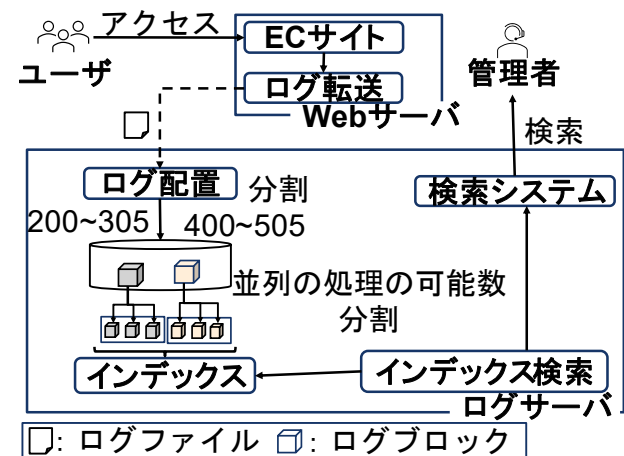 アクセス
ECサイト
ユーザ
ログ転送
Webサーバ
管理者
検索
ログ配置
分割
検索システム
200~305
400~505
並列の処理の可能数
分割
インデックス
インデックス検索
ログサーバ
: ログファイル : ログブロック